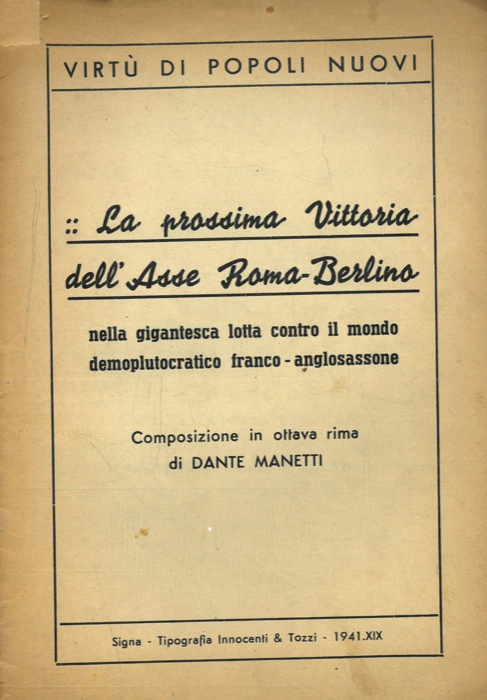 VIRTÙ DI POPOLI NUOVI
:: La prossima Vittoria
dell'Asse Roma-Berlino
nella gigantesca lotta contro il mondo
demoplutocratico franco-anglosassone
Composizione in ottava rima
di DANTE MANETTI
Signa - Tipografia Innocenti & Tozzi - 1941.XIX